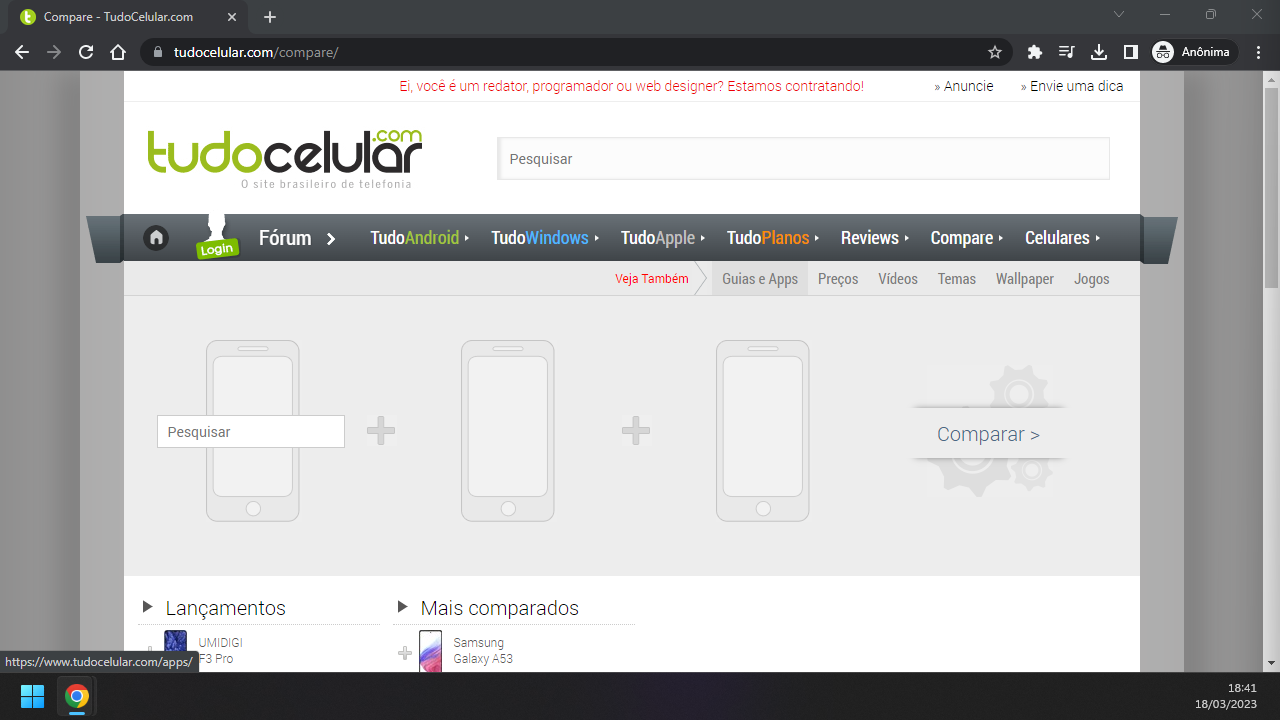 Compare - TudoCelular.com
tudocelular.com/compare/
Anônima
Ei, você é um redator, programador ou web designer? Estamos contratando!
» Anuncie
» Envie uma dica
tudocelular.com
O site brasileiro de telefonia
Pesquisar
Login
Fórum
TudoAndroid
TudoWindows
TudoApple
TudoPlanos
Reviews
Compare
Celulares
Veja Também
Guias e Apps
Preços
Vídeos
Temas
Wallpaper
Jogos
Pesquisar
Comparar >
Lançamentos
Mais comparados
UMIDIGI
F3 Pro
Samsung
Galaxy A53
https://www.tudocelular.com/apps/
18:41
18/03/2023